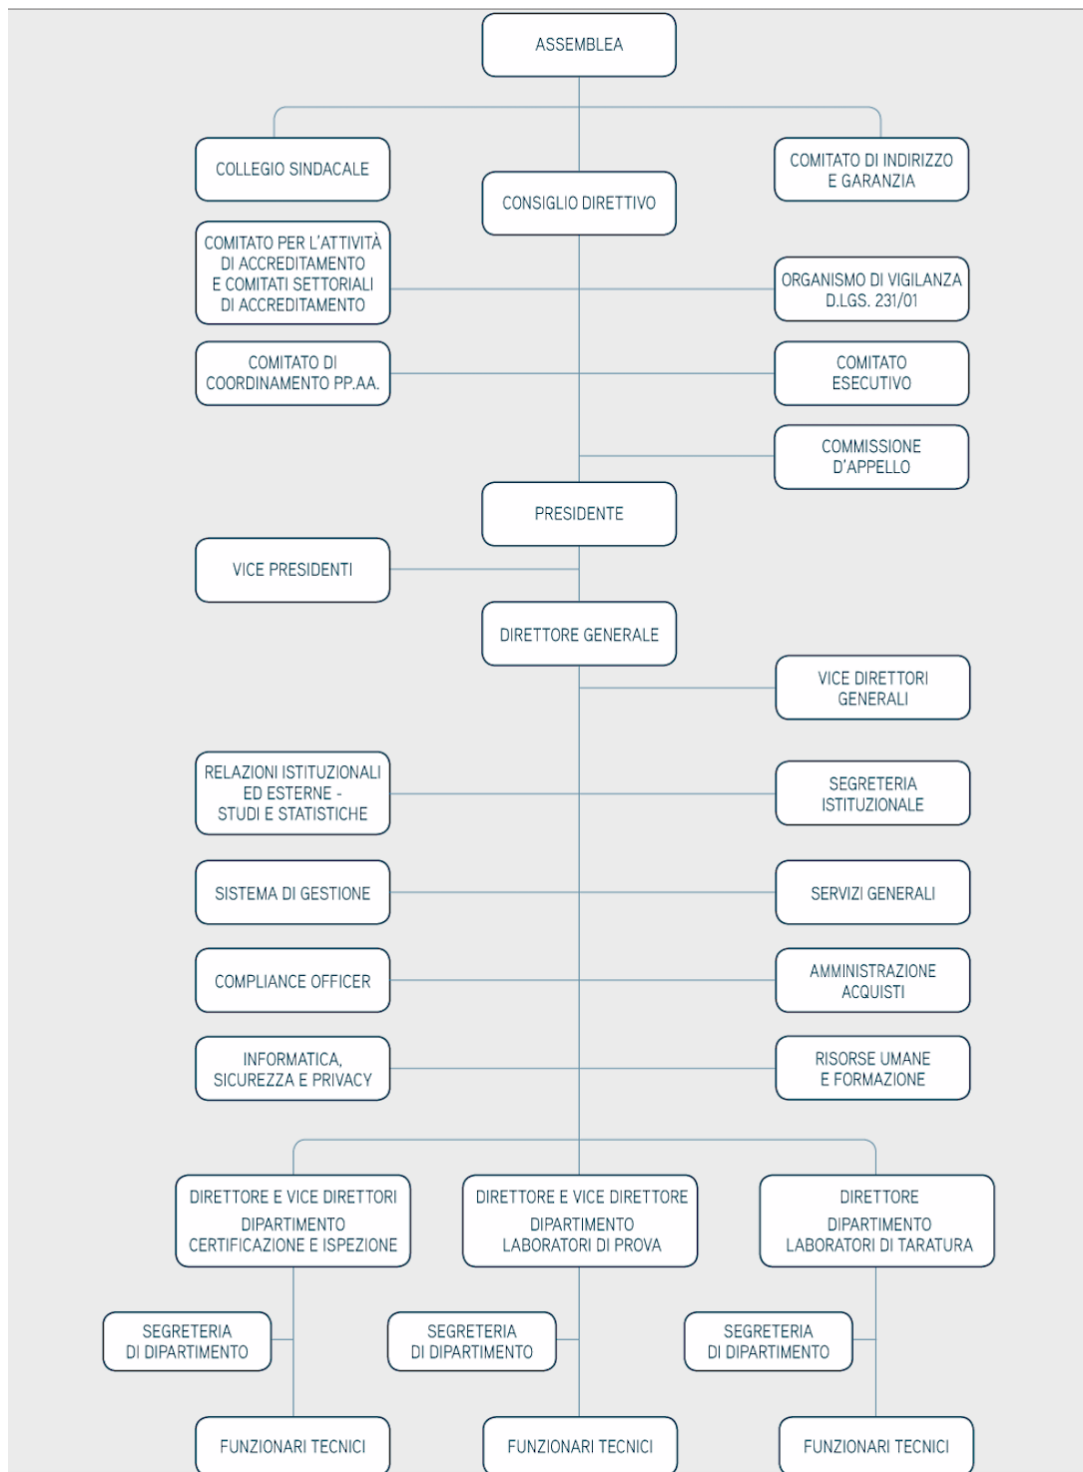 ASSEMBLEA
COLLEGIO SINDACALE
COMITATO DI INDIRIZZO
E GARANZIA
CONSIGLIO DIRETTIVO
COMITATO PER L'ATTIVITÀ
DI ACCREDITAMENTO
E COMITATI SETTORIALI
DI ACCREDITAMENTO
ORGANISMO DI VIGILANZA
D.LGS. 231/01
COMITATO DI
COORDINAMENTO PP.AA.
COMITATO
ESECUTIVO
COMMISSIONE
D'APPELLO
PRESIDENTE
VICE PRESIDENTI
DIRETTORE GENERALE
VICE DIRETTORI
GENERALI
RELAZIONI ISTITUZIONALI
ED ESTERNE -
STUDI E STATISTICHE
SEGRETERIA
ISTITUZIONALE
SISTEMA DI GESTIONE
SERVIZI GENERALI
COMPLIANCE OFFICER
AMMINISTRAZIONE
ACQUISTI
INFORMATICA,
SICUREZZA E PRIVACY
RISORSE UMANE
E FORMAZIONE
DIRETTORE E VICE DIRETTORI
DIPARTIMENTO
CERTIFICAZIONE E ISPEZIONE
DIRETTORE E VICE DIRETTORE
DIPARTIMENTO
LABORATORI DI PROVA
DIRETTORE
DIPARTIMENTO
LABORATORI DI TARATURA
SEGRETERIA
DI DIPARTIMENTO
SEGRETERIA
DI DIPARTIMENTO
SEGRETERIA
DI DIPARTIMENTO
FUNZIONARI TECNICI
FUNZIONARI TECNICI
FUNZIONARI TECNICI